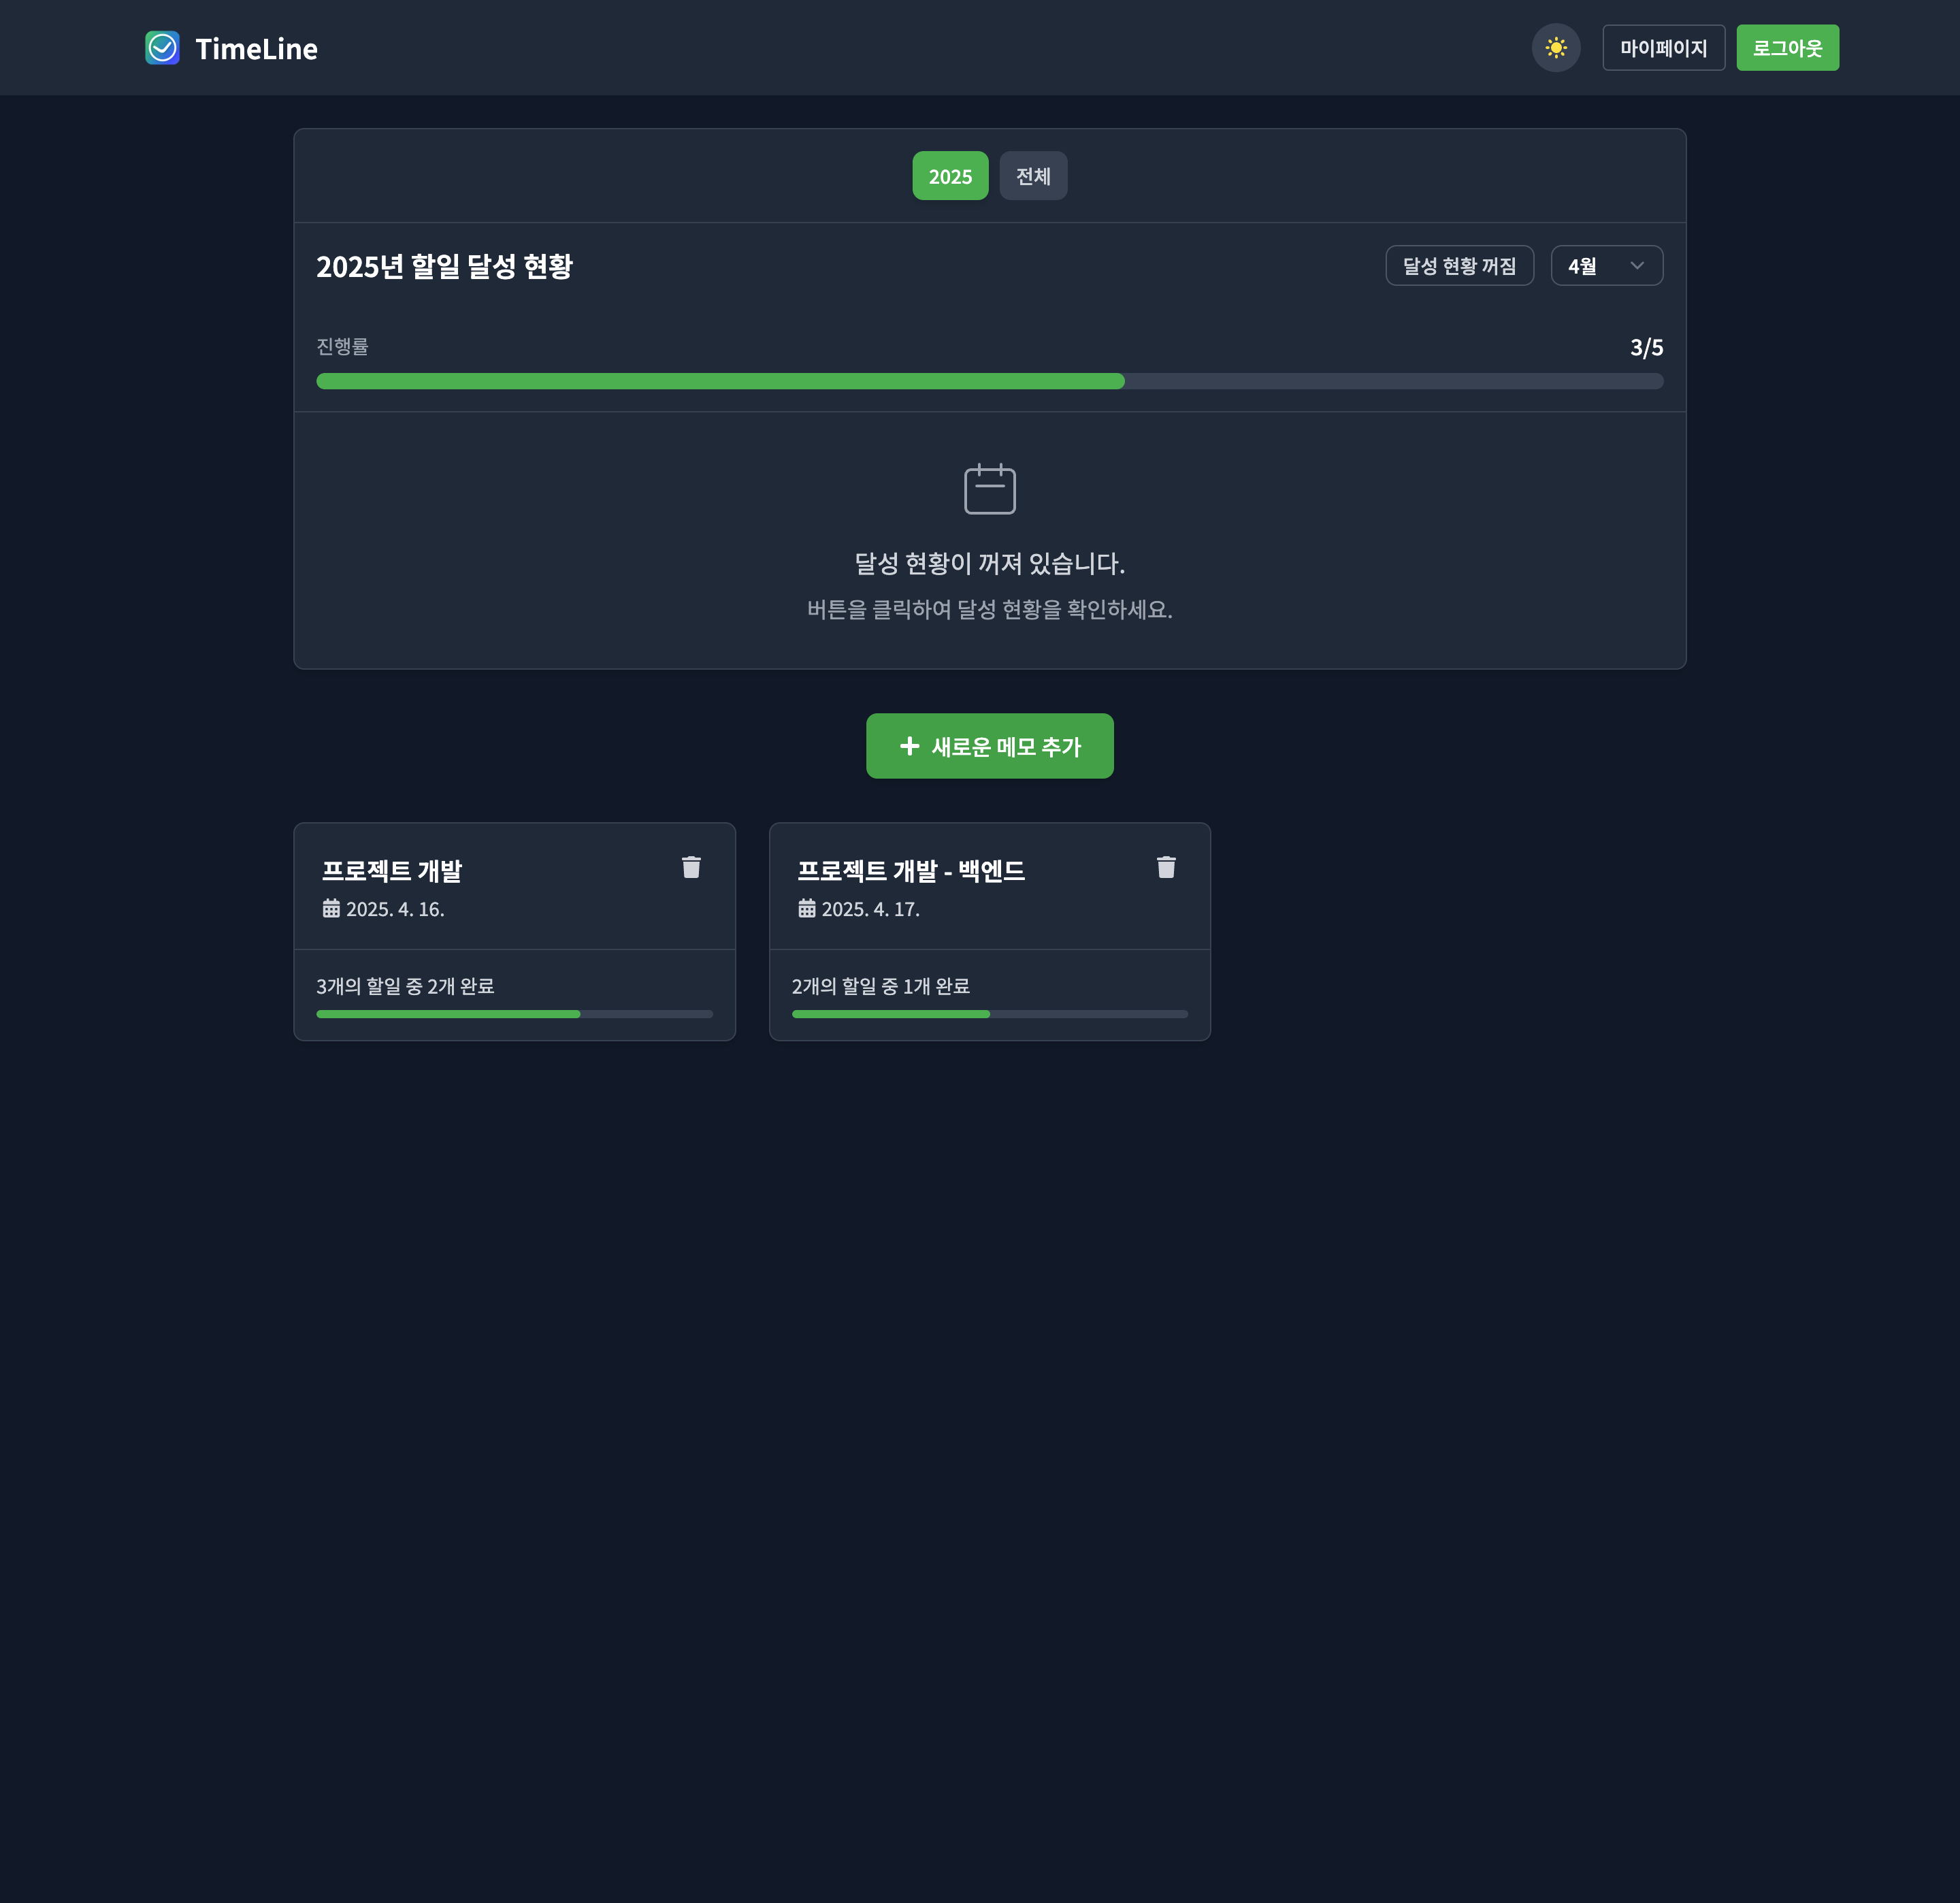 TimeLine
마이페이지
로그아웃
2025
전체
2025년 할일 달성 현황
달성 현황 꺼짐
4월
진행률
3/5
달성 현황이 꺼져 있습니다.
버튼을 클릭하여 달성 현황을 확인하세요.
새로운 메모 추가
프로젝트 개발
2025. 4. 16.
3개의 할일 중 2개 완료
프로젝트 개발 - 백엔드
2025. 4. 17.
2개의 할일 중 1개 완료